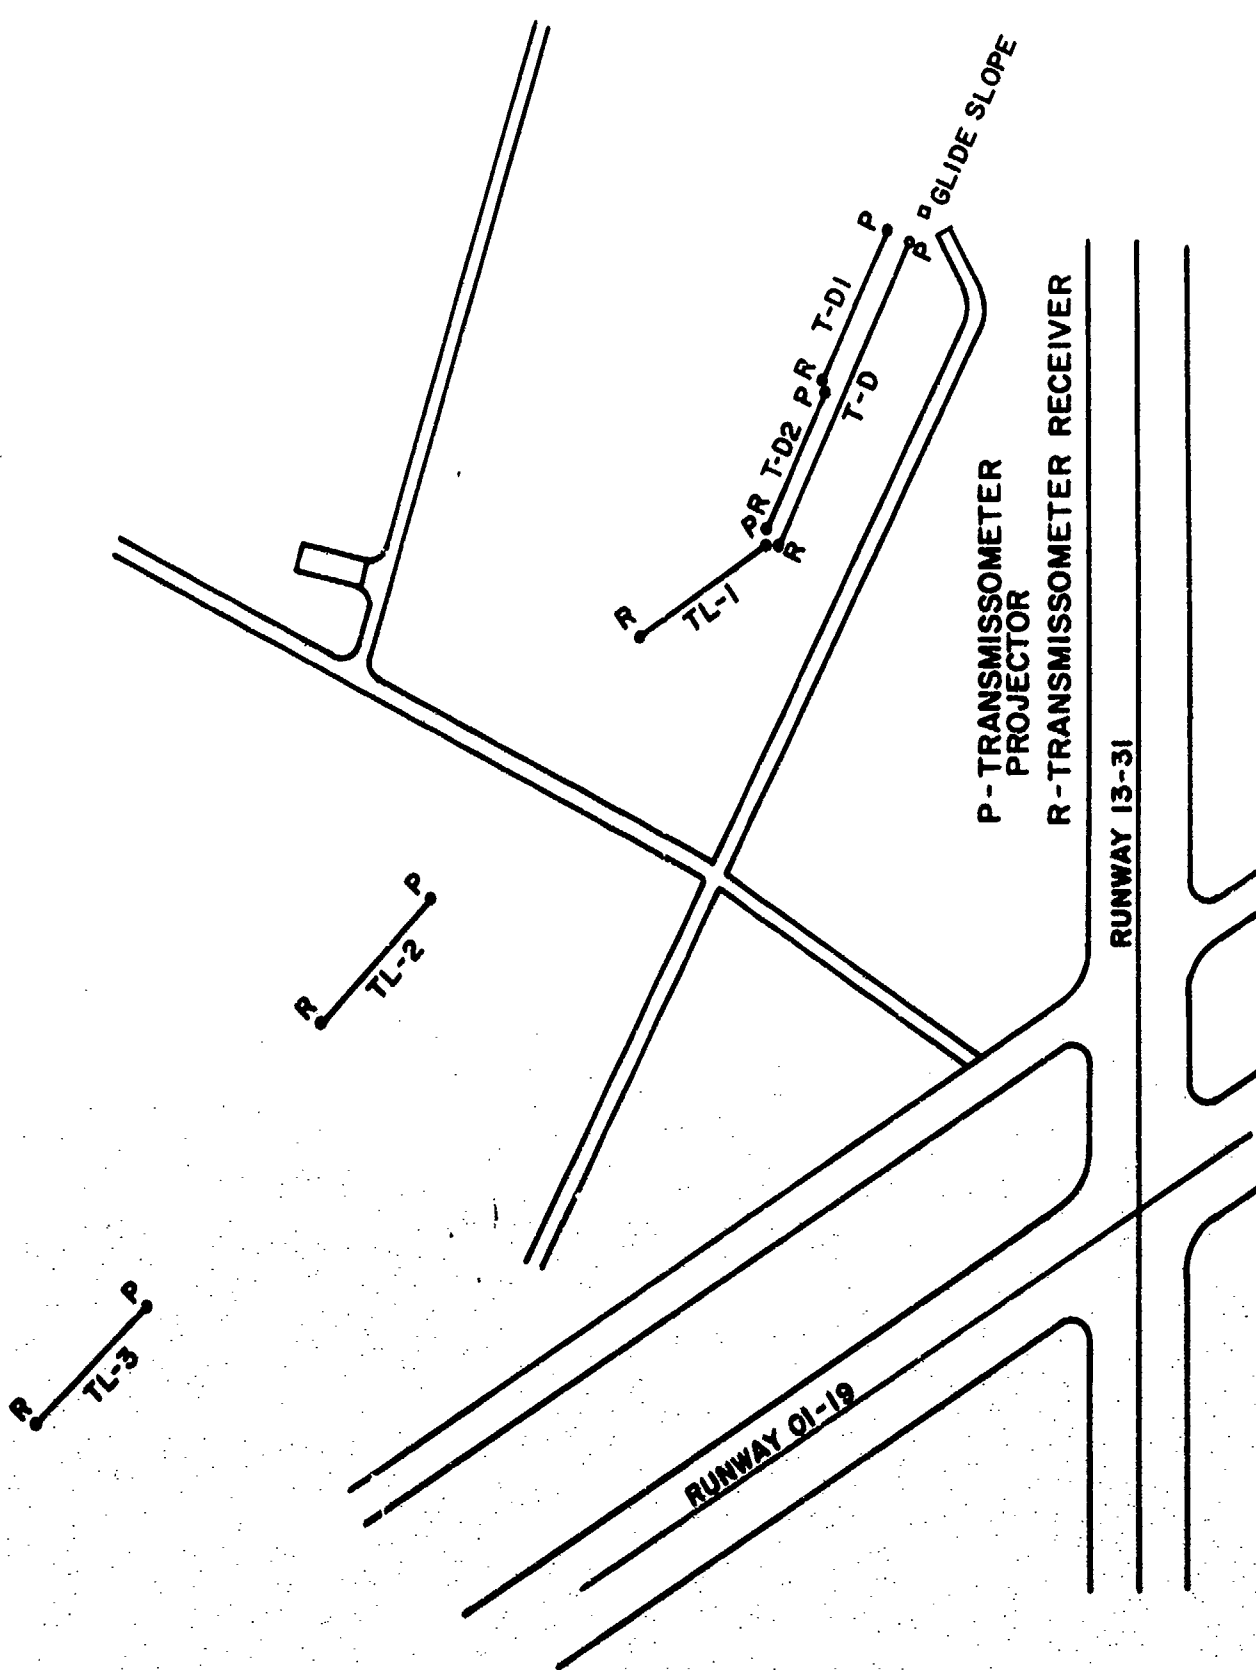 GLIDE SLOPE
P
P
T-D1
R
P
T-D
T-D2
R
P
R
TL-1
R
P-TRANSMISSOMETER
PROJECTOR
R-TRANSMISSOMETER RECEIVER
RUNWAY 13-31
P
TL-2
R
P
TL-3
R
RUNWAY 01-19